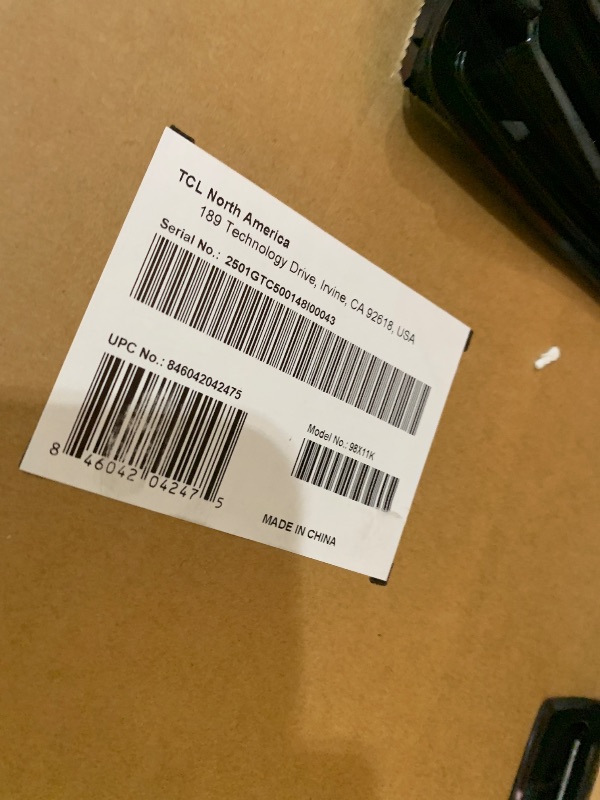 TCL North America
189 Technology Drive, Irvine, CA 92618, USA
Serial No.: 2501GTC500148I00043
UPC No.: 846042042475
8 46042 04247 5
Model No.: 98X11K
MADE IN CHINA